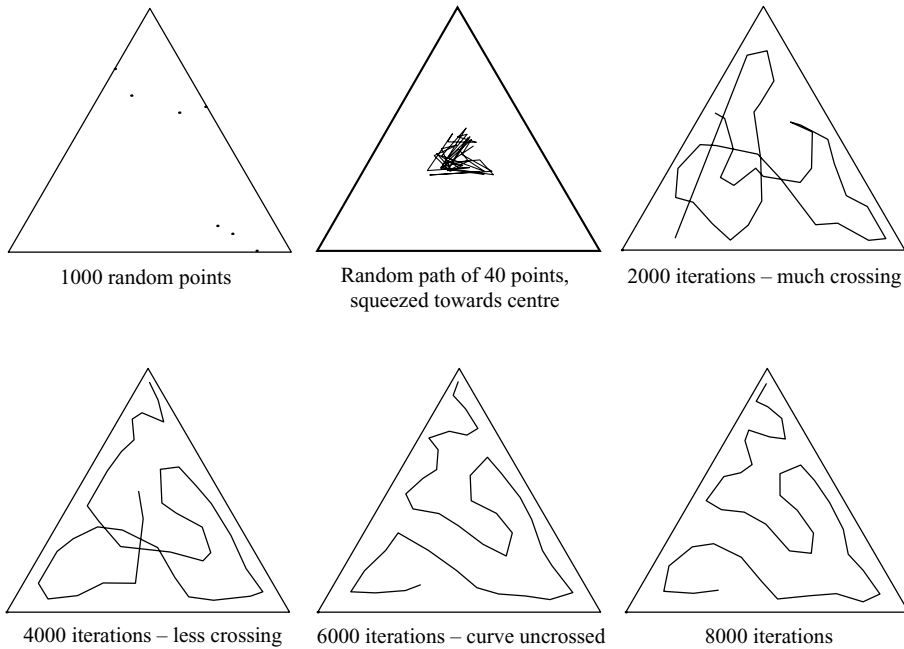 1000 random points
Random path of 40 points,
squeezed towards centre
2000 iterations – much crossing
4000 iterations – less crossing
6000 iterations – curve uncrossed
8000 iterations